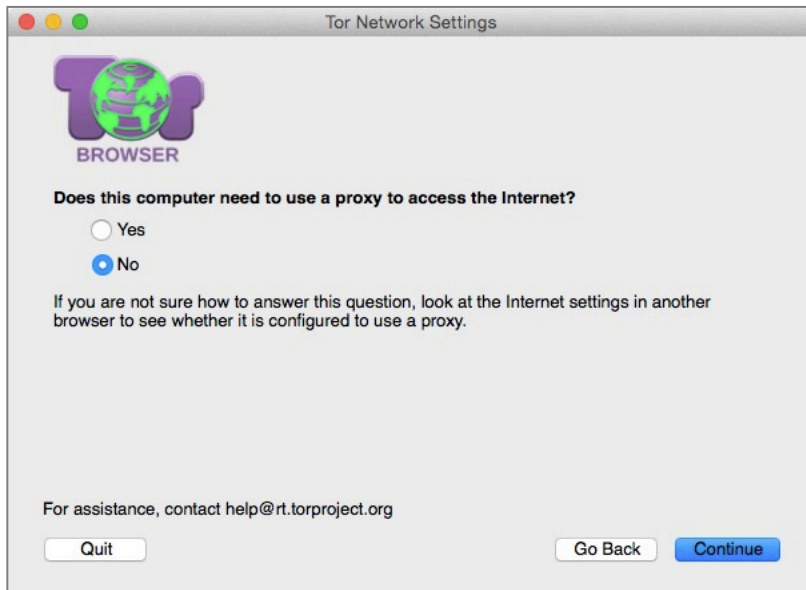 Tor Network Settings
Tor
BROWSER
Does this computer need to use a proxy to access the Internet?
Yes
No
If you are not sure how to answer this question, look at the Internet settings in another
browser to see whether it is configured to use a proxy.
For assistance, contact help@rt.torproject.org
Quit
Go Back
Continue